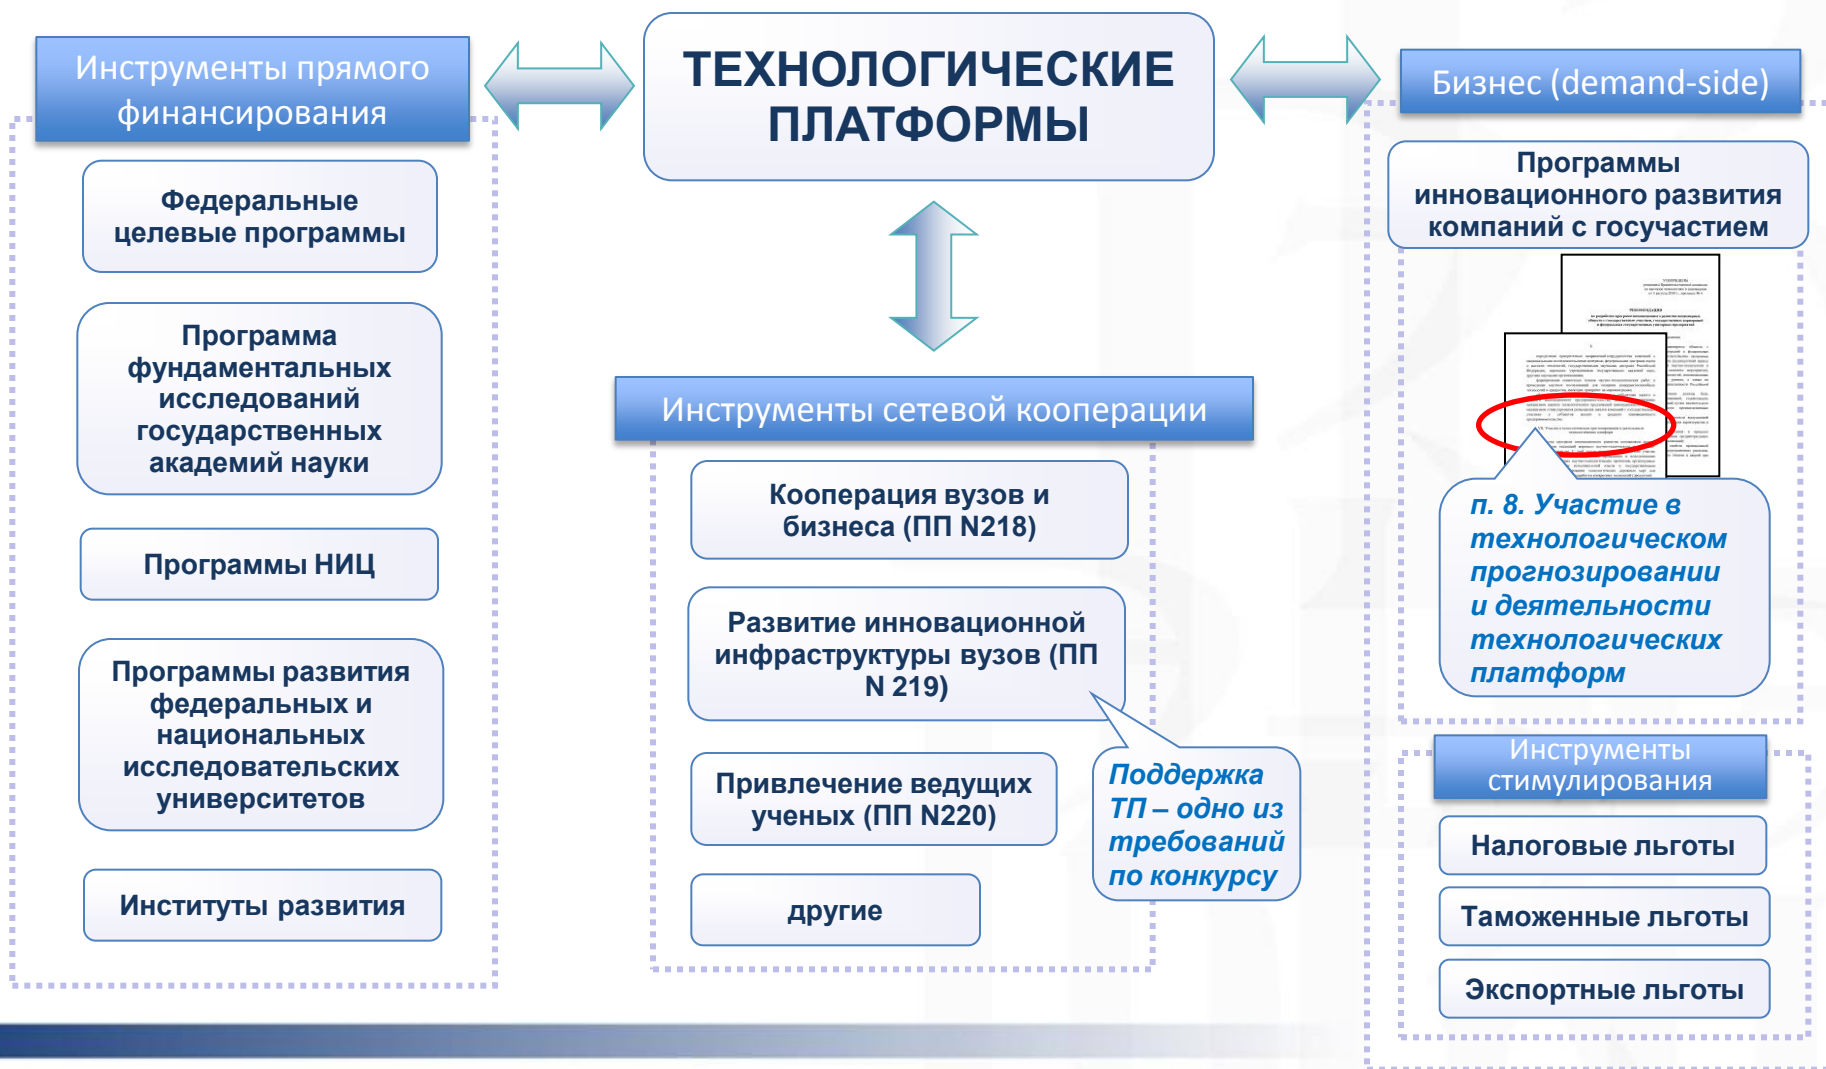 ТЕХНОЛОГИЧЕСКИЕ
ПЛАТФОРМЫ
Инструменты прямого
финансирования
Федеральные
целевые программы
Программа
фундаментальных
исследований
государственных
академий науки
Программы НИЦ
Программы развития
федеральных и
национальных
исследовательских
университетов
Институты развития
Инструменты сетевой кооперации
Кооперация вузов и
бизнеса (ПП N218)
Развитие инновационной
инфраструктуры вузов (ПП
N 219)
Привлечение ведущих
ученых (ПП N220)
другие
Поддержка
ТП – одно из
требований
по конкурсу
Бизнес (demand-side)
Программы
инновационного развития
компаний с госучастием
РЕКОМЕНДАЦИИ
п. 8. Участие в
технологическом
прогнозировании
и деятельности
технологических
платформ
Инструменты
стимулирования
Налоговые льготы
Таможенные льготы
Экспортные льготы